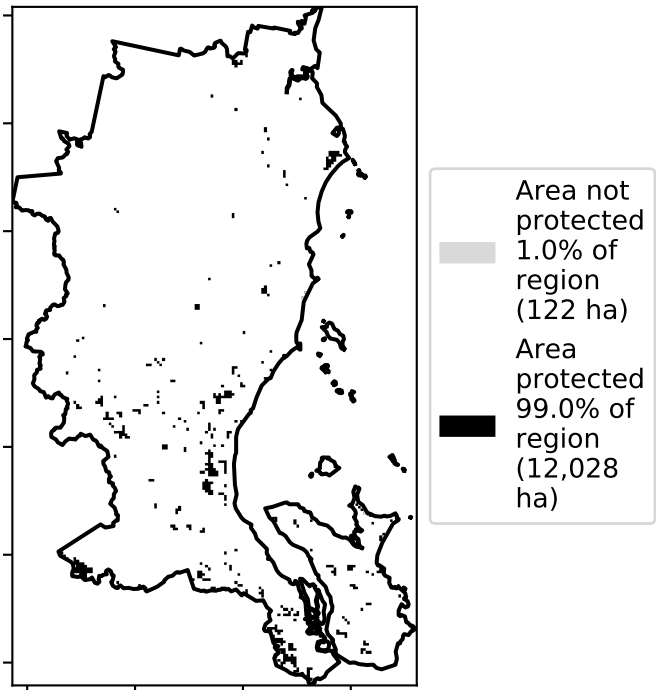 Area not
protected
1.0% of
region
(122 ha)
Area
protected
99.0% of
region
(12,028
ha)